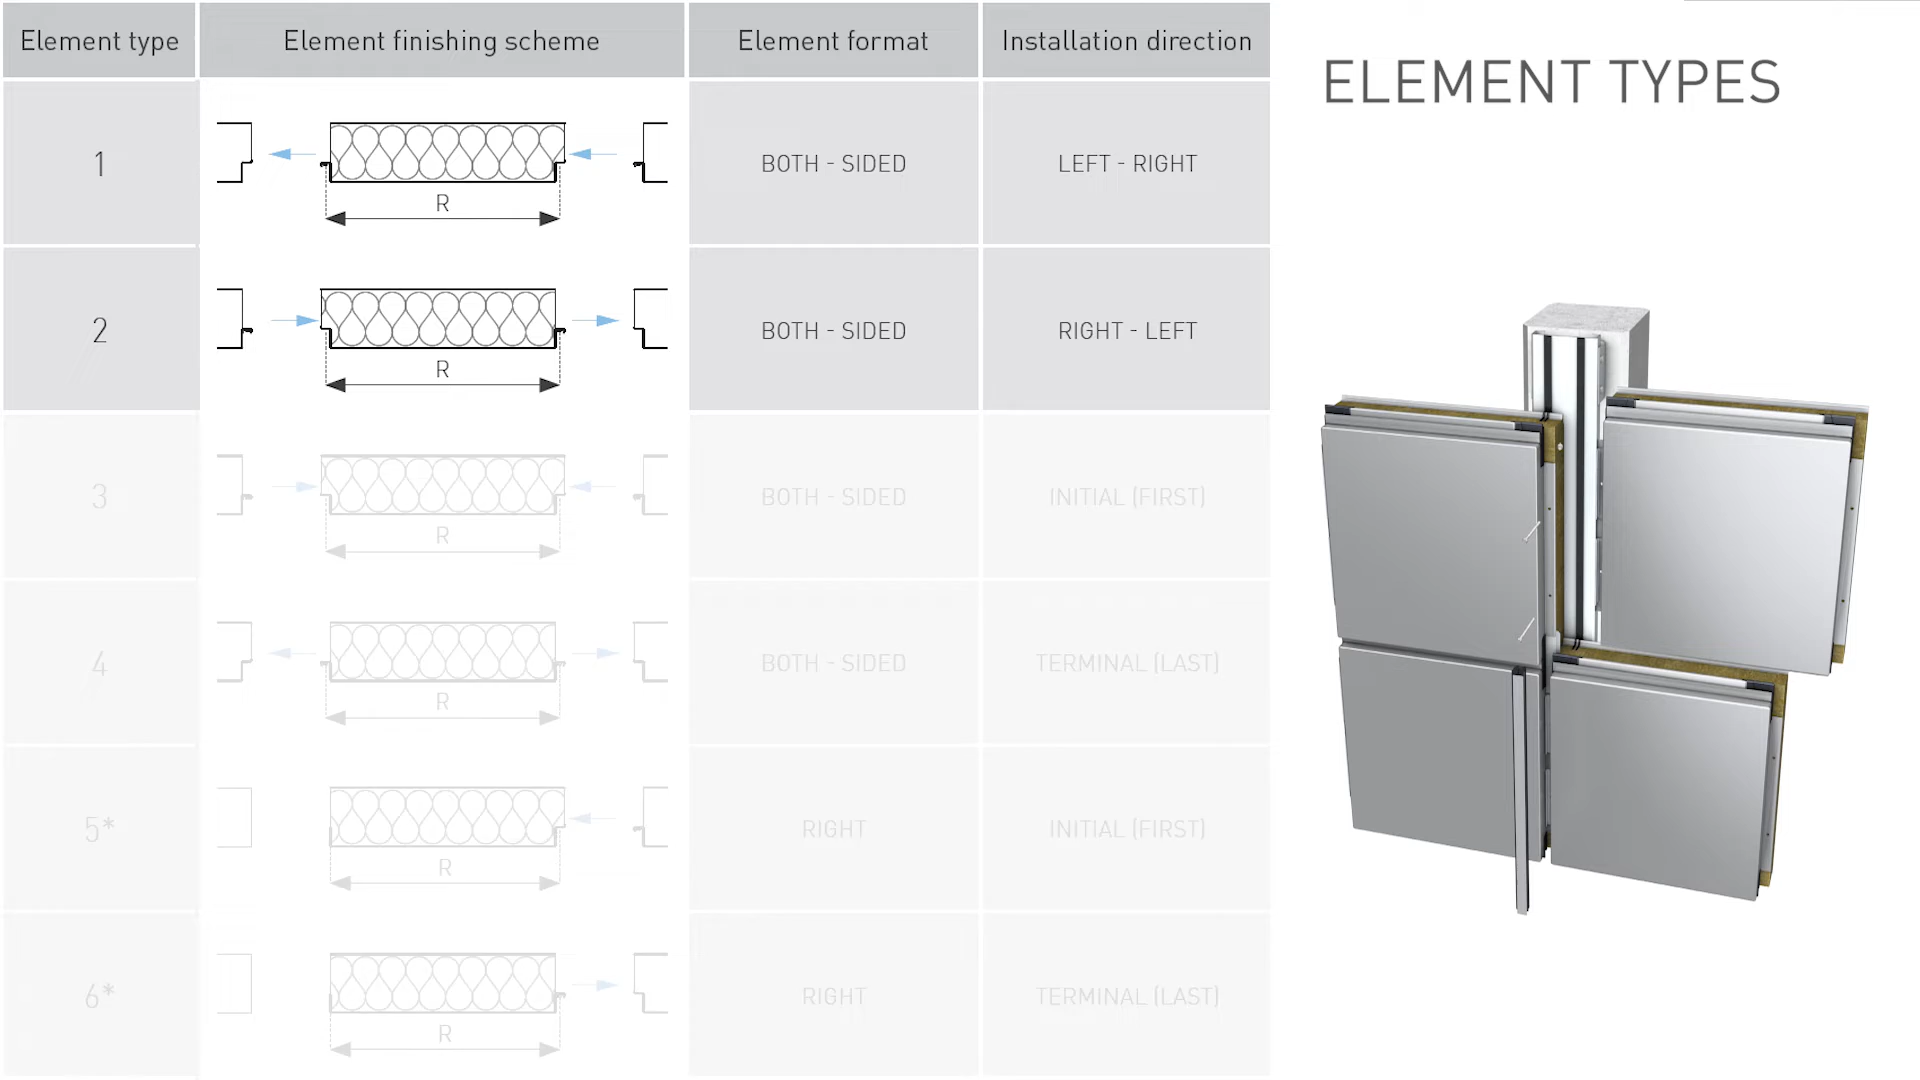 Element type Element finishing scheme Element format Installation direction
ELEMENT TYPES
1 BOTH - SIDED LEFT - RIGHT
R
2 BOTH - SIDED RIGHT - LEFT
R
3 BOTH - SIDED INITIAL (FIRST)
R
4 BOTH - SIDED TERMINAL (LAST)
R
5* RIGHT INITIAL (FIRST)
R
6* RIGHT TERMINAL (LAST)
R